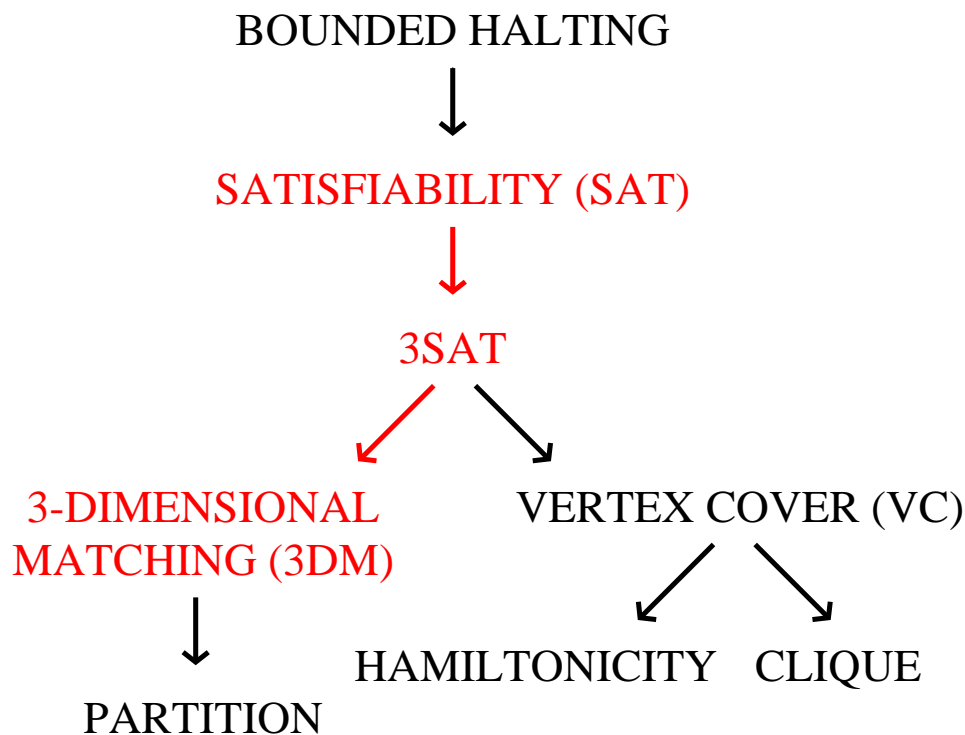 BOUNDED HALTING
SATISFIABILITY (SAT)
3SAT
3-DIMENSIONAL
MATCHING (3DM)
VERTEX COVER (VC)
HAMILTONICITY
CLIQUE
PARTITION